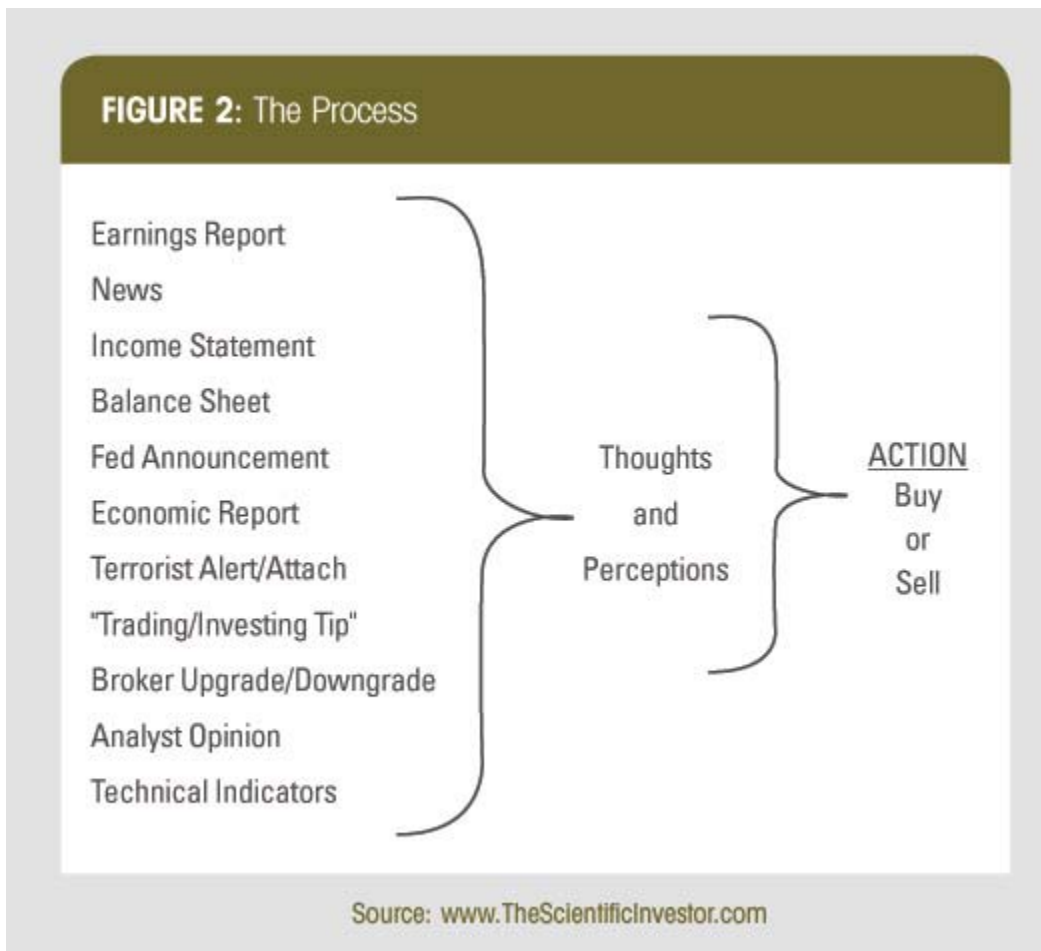 FIGURE 2: The Process
Earnings Report
News
Income Statement
Balance Sheet
Fed Announcement
Economic Report
Terrorist Alert/Attach
"Trading/Investing Tip"
Broker Upgrade/Downgrade
Analyst Opinion
Technical Indicators
Thoughts
and
Perceptions
ACTION
Buy
or
Sell
Source: www.TheScientificInvestor.com